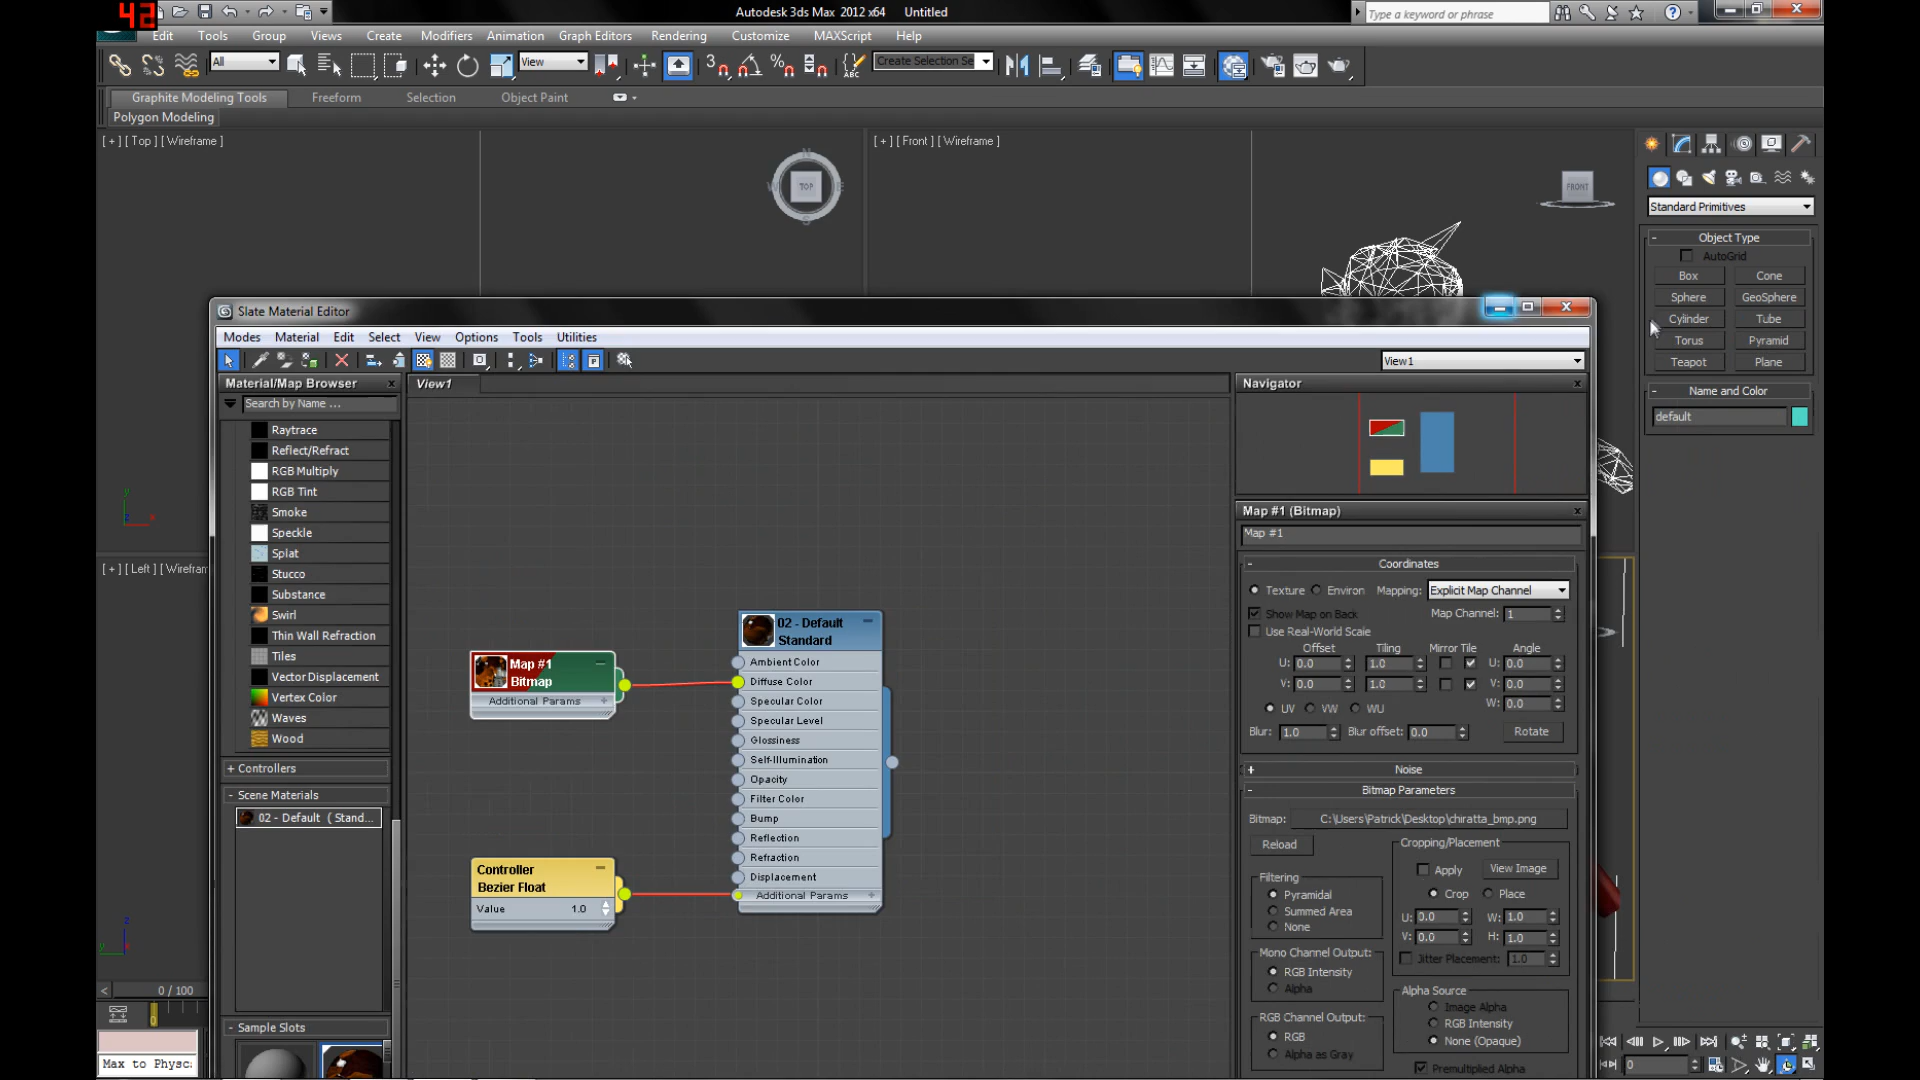 42
Autodesk 3ds Max 2012 x64 Untitled
Type a keyword or phrase
Edit Tools Group Views Create Modifiers Animation Graph Editors Rendering Customize MAXScript Help
All View Create Selection Se
Graphite Modeling Tools Freeform Selection Object Paint
Polygon Modeling
[ + ] [ Top ] [ Wireframe ]
[ + ] [ Front ] [ Wireframe ]
TOP
FRONT
Standard Primitives
Object Type
AutoGrid
Box Cone
Sphere GeoSphere
Cylinder Tube
Torus Pyramid
Teapot Plane
Name and Color
default
Slate Material Editor
Modes Material Edit Select View Options Tools Utilities
View1
Material/Map Browser
Search by Name ...
Raytrace
Reflect/Refract
RGB Multiply
RGB Tint
Smoke
Speckle
Splat
Stucco
Substance
Swirl
Thin Wall Refraction
Tiles
Vector Displacement
Vertex Color
Waves
Wood
+ Controllers
- Scene Materials
02 - Default ( Stand...
- Sample Slots
View1
Map #1
Bitmap
Additional Params +
Controller
Bezier Float
Value 1.0
02 - Default
Standard
Ambient Color
Diffuse Color
Specular Color
Specular Level
Glossiness
Self-Illumination
Opacity
Filter Color
Bump
Reflection
Refraction
Displacement
Additional Params +
Navigator
Map #1 (Bitmap)
Map #1
Coordinates
Texture Environ Mapping: Explicit Map Channel
Show Map on Back Map Channel: 1
Use Real-World Scale
Offset Tiling Mirror Tile Angle
U: 0.0 1.0 U: 0.0
V: 0.0 1.0 V: 0.0
UV VW WU W: 0.0
Blur: 1.0 Blur offset: 0.0 Rotate
+ Noise
- Bitmap Parameters
Bitmap: C:\Users\Patrick\Desktop\chiratta_bmp.png
Reload
Cropping/Placement
Apply View Image
Crop Place
U: 0.0 W: 1.0
V: 0.0 H: 1.0
Jitter Placement: 1.0
Filtering
Pyramidal
Summed Area
None
Mono Channel Output:
RGB Intensity
Alpha
RGB Channel Output:
RGB
Alpha as Gray
Alpha Source
Image Alpha
RGB Intensity
None (Opaque)
Premultiplied Alpha
[ + ] [ Left ] [ Wirefram
0 / 100
0
Max to Physc:
0